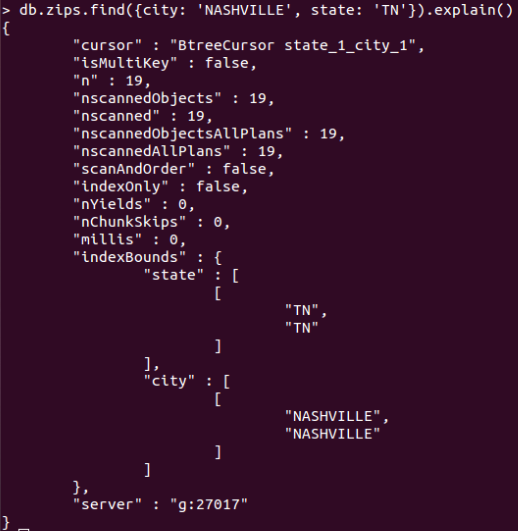 > db.zips.find({city: 'NASHVILLE', state: 'TN'}).explain()
{
        "cursor" : "BtreeCursor state_1_city_1",
        "isMultiKey" : false,
        "n" : 19,
        "nscannedObjects" : 19,
        "nscanned" : 19,
        "nscannedObjectsAllPlans" : 19,
        "nscannedAllPlans" : 19,
        "scanAndOrder" : false,
        "indexOnly" : false,
        "nYields" : 0,
        "nChunkSkips" : 0,
        "millis" : 0,
        "indexBounds" : {
                "state" : [
                        [
                                "TN",
                                "TN"
                        ]
                ],
                "city" : [
                        [
                                "NASHVILLE",
                                "NASHVILLE"
                        ]
                ]
        },
        "server" : "g:27017"
}